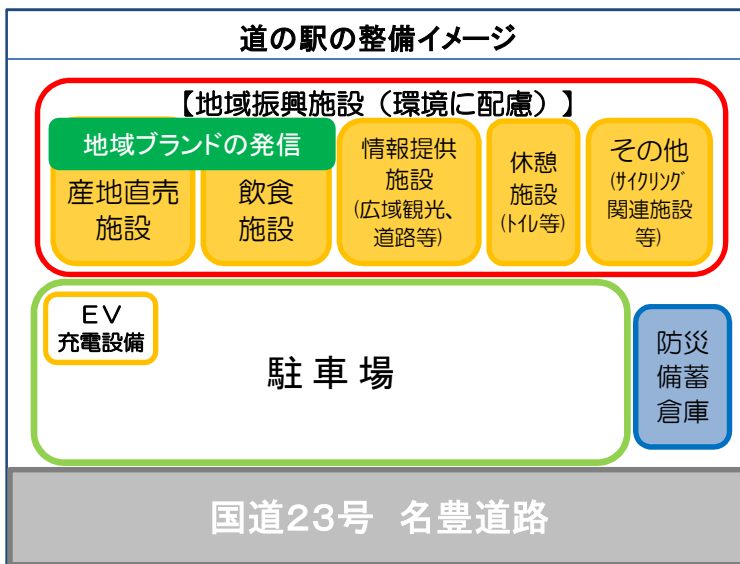 道の駅の整備イメージ
【地域振興施設（環境に配慮）】
地域ブランドの発信
産地直売
施設
飲食
施設
情報提供
施設
(広域観光、
道路等)
休憩
施設
(ﾄｲﾚ等)
その他
(ｻｲｸﾘﾝｸﾞ
関連施設
等)
ＥＶ
充電設備
駐車場
防災
備蓄
倉庫
国道２３号　名豊道路